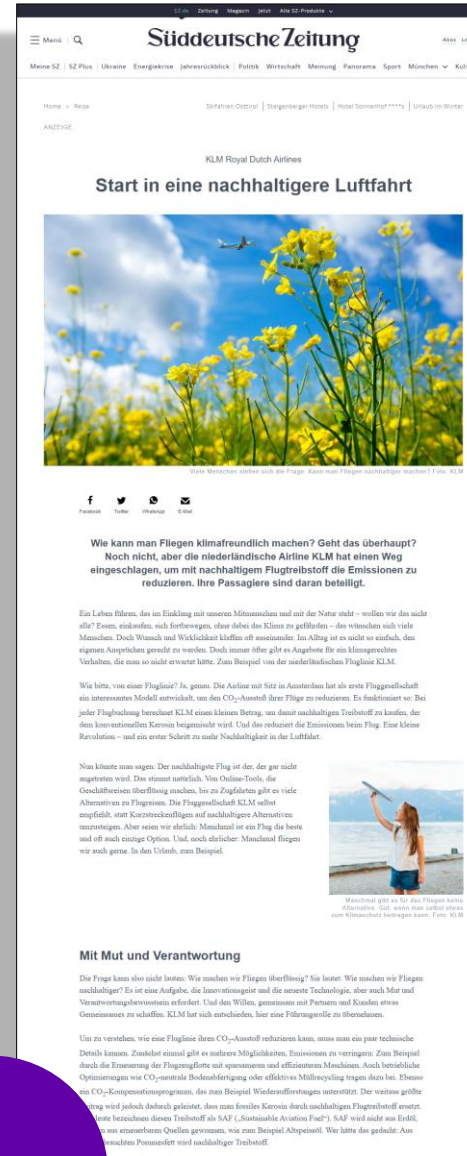 SZ.de Zeitung Magazin Jetzt Alle SZ-Produkte
Menü
Süddeutsche Zeitung
Abos
Meine SZ SZ Plus Ukraine Energiekrise Jahresrückblick Politik Wirtschaft Meinung Panorama Sport München
Home Reise
Skifahren Osttirol Steigenberger Hotels Hotel Sonnenhof ****s Urlaub im Winter
ANZEIGE
KLM Royal Dutch Airlines
Start in eine nachhaltigere Luftfahrt
Viele Menschen stellen sich die Frage: Kann man Fliegen nachhaltiger machen? Foto: KLM
Facebook Twitter WhatsApp E-Mail
Wie kann man Fliegen klimafreundlich machen? Geht das überhaupt?
Noch nicht, aber die niederländische Airline KLM hat einen Weg
eingeschlagen, um mit nachhaltigem Flugtreibstoff die Emissionen zu
reduzieren. Ihre Passagiere sind daran beteiligt.
Ein Leben führen, das im Einklang mit unseren Mitmenschen und mit der Natur steht – wollen wir das nicht
alle? Essen, einkaufen, sich fortbewegen, ohne dabei das Klima zu gefährden – das wünschen sich viele
Menschen. Doch Wunsch und Wirklichkeit klaffen oft auseinander. Im Alltag ist es nicht so einfach, den
eigenen Ansprüchen gerecht zu werden. Doch immer öfter gibt es Angebote für ein klimagerechtes
Verhalten, die man so nicht erwartet hätte. Zum Beispiel von der niederländischen Fluglinie KLM.
Wie bitte, von einer Fluglinie? Ja, genau. Die Airline mit Sitz in Amsterdam hat als erste Fluggesellschaft
ein interessantes Modell entwickelt, um den CO₂-Ausstoß ihrer Flüge zu reduzieren. Es funktioniert so: Bei
jeder Flugbuchung berechnet KLM einen kleinen Betrag, um damit nachhaltigen Treibstoff zu kaufen, der
dem konventionellen Kerosin beigemischt wird. Und das reduziert die Emissionen beim Flug. Eine kleine
Revolution – und ein erster Schritt zu mehr Nachhaltigkeit in der Luftfahrt.
Nun könnte man sagen: Der nachhaltigste Flug ist der, der gar nicht
angetreten wird. Das stimmt natürlich. Von Online-Tools, die
Geschäftsreisen überflüssig machen, bis zu Zugfahrten gibt es viele
Alternativen zu Flugreisen. Die Fluggesellschaft KLM selbst
empfiehlt, statt Kurzstreckenflügen auf nachhaltigere Alternativen
umzusteigen. Aber seien wir ehrlich: Manchmal ist ein Flug die beste
und oft auch einzige Option. Und, noch ehrlicher: Manchmal fliegen
wir auch gerne. In den Urlaub, zum Beispiel.
Manchmal gibt es für das Fliegen keine
Alternative. Gut, wenn man selbst etwas
zum Klimaschutz beitragen kann. Foto: KLM
Mit Mut und Verantwortung
Die Frage kann also nicht lauten: Wie machen wir Fliegen überflüssig? Sie lautet: Wie machen wir Fliegen
nachhaltiger? Es ist eine Aufgabe, die Innovationsgeist und die neueste Technologie, aber auch Mut und
Verantwortungsbewusstsein erfordert. Und den Willen, gemeinsam mit Partnern und Kunden etwas
Gemeinsames zu schaffen. KLM hat sich entschieden, hier eine Führungsrolle zu übernehmen.
Um zu verstehen, wie eine Fluglinie ihren CO₂-Ausstoß reduzieren kann, muss man ein paar technische
Details kennen. Zunächst einmal gibt es mehrere Möglichkeiten, Emissionen zu verringern: Zum Beispiel
durch die Erneuerung der Flugzeugflotte mit sparsameren und effizienteren Maschinen. Auch betriebliche
Optimierungen wie CO₂-neutrale Bodenabfertigung oder effektives Müllrecycling tragen dazu bei. Ebenso
ein CO₂-Kompensationsprogramm, das zum Beispiel Wiederaufforstungen unterstützt. Der weitaus größte
wird jedoch dadurch geleistet, dass man fossiles Kerosin durch nachhaltigen Flugtreibstoff ersetzt.
bezeichnen diesen Treibstoff als SAF („Sustainable Aviation Fuel“). SAF wird nicht aus Erdöl,
aus erneuerbaren Quellen gewonnen, wie zum Beispiel Altspeiseöl. Wer hätte das gedacht: Aus
Pommesfett wird nachhaltiger Treibstoff.